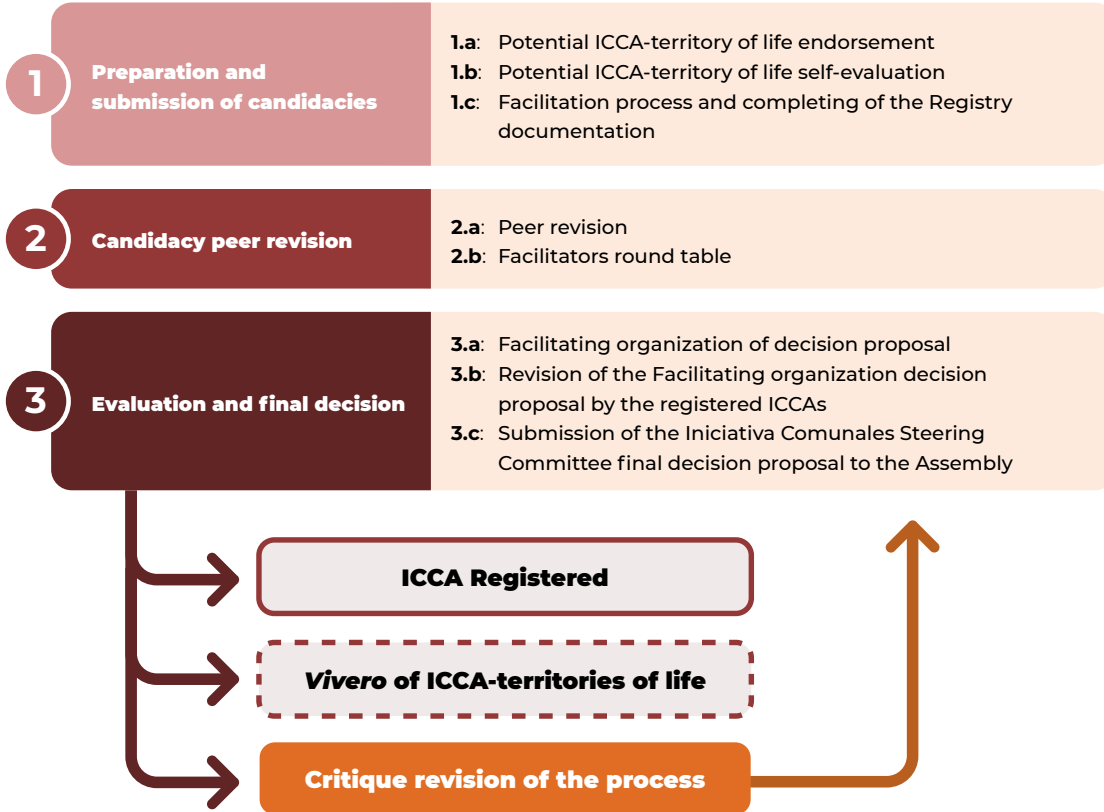 1
Preparation and
submission of candidacies
1.a: Potential ICCA-territory of life endorsement
1.b: Potential ICCA-territory of life self-evaluation
1.c: Facilitation process and completing of the Registry
documentation
2
Candidacy peer revision
2.a: Peer revision
2.b: Facilitators round table
3
Evaluation and final decision
3.a: Facilitating organization of decision proposal
3.b: Revision of the Facilitating organization decision
proposal by the registered ICCAs
3.c: Submission of the Iniciativa Comunales Steering
Committee final decision proposal to the Assembly
ICCA Registered
Vivero of ICCA-territories of life
Critique revision of the process